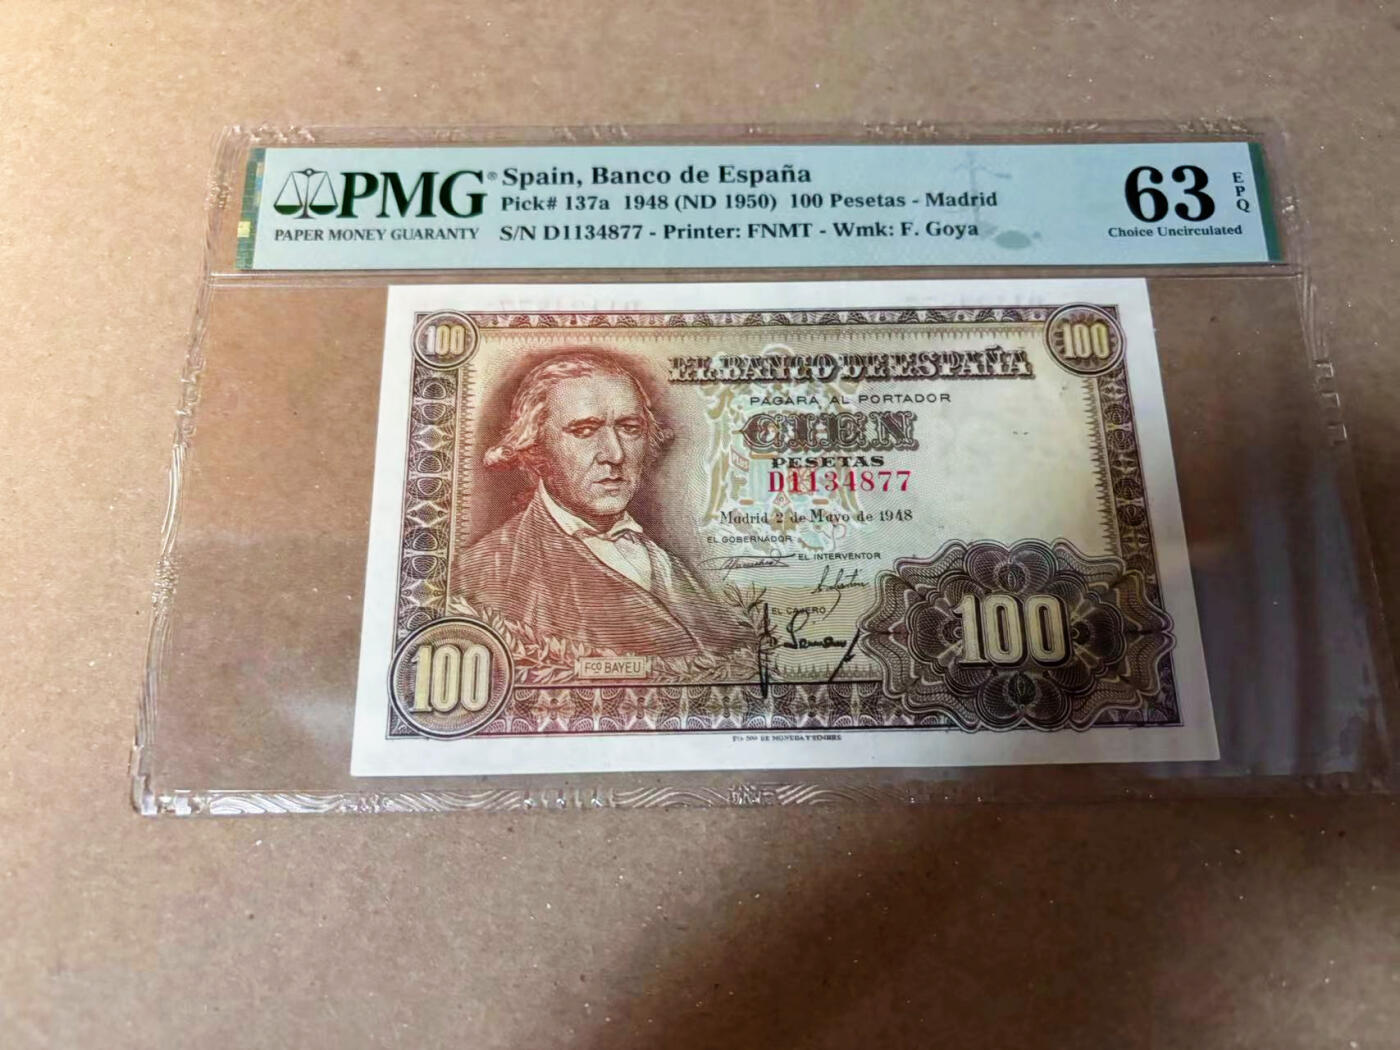 PMG®
PAPER MONEY GUARANTY
Spain, Banco de España
Pick# 137a 1948 (ND 1950) 100 Pesetas - Madrid
S/N D1134877 - Printer: FNMT - Wmk: F. Goya
63
EPQ
Choice Uncirculated
100
100
EL BANCO DE ESPAÑA
PAGARA AL PORTADOR
CIEN
PESETAS
D1134877
Madrid 2 de Mayo de 1948
EL GOBERNADOR
EL INTERVENTOR
EL CAJERO
100
100
FCO BAYEU